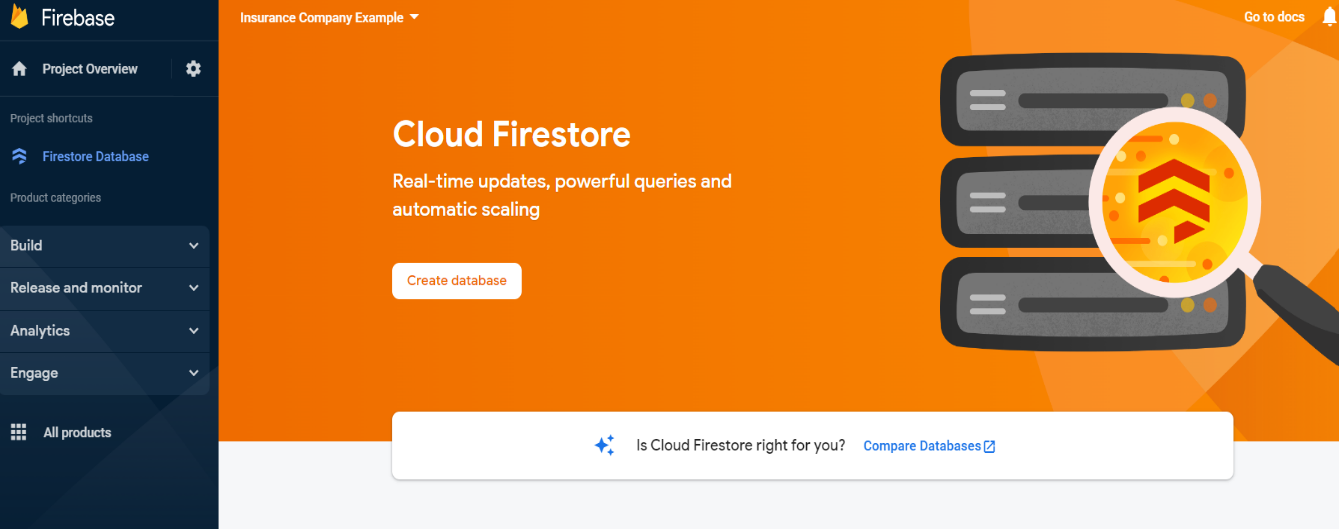 Firebase
Insurance Company Example
Go to docs
Project Overview
Project shortcuts
Firestore Database
Product categories
Build
Release and monitor
Analytics
Engage
All products
Cloud Firestore
Real-time updates, powerful queries and
automatic scaling
Create database
Is Cloud Firestore right for you? Compare Databases